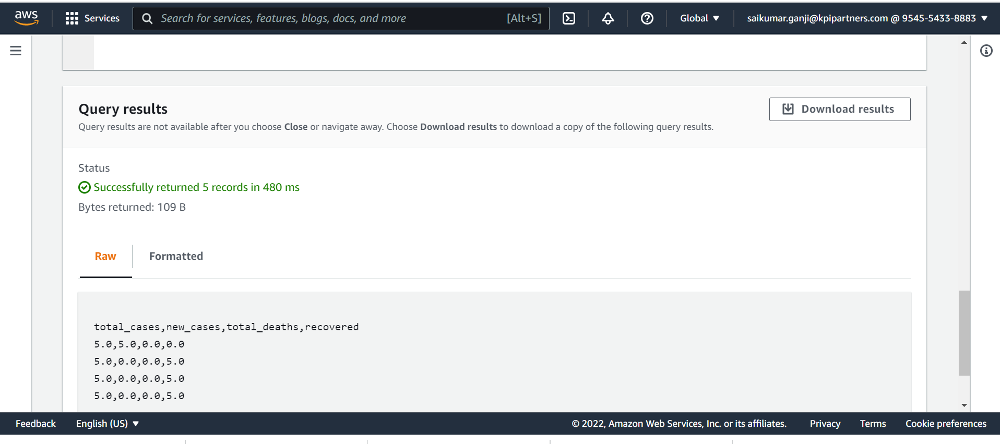 aws Services Search for services, features, blogs, docs, and more [Alt+S] Global saikumar.ganji@kpipartners.com @ 9545-5433-8883
Query results
Download results
Query results are not available after you choose Close or navigate away. Choose Download results to download a copy of the following query results.
Status
Successfully returned 5 records in 480 ms
Bytes returned: 109 B
Raw Formatted
total_cases,new_cases,total_deaths,recovered
5.0,5.0,0.0,0.0
5.0,0.0,0.0,5.0
5.0,0.0,0.0,5.0
5.0,0.0,0.0,5.0
Feedback English (US) © 2022, Amazon Web Services, Inc. or its affiliates. Privacy Terms Cookie preferences